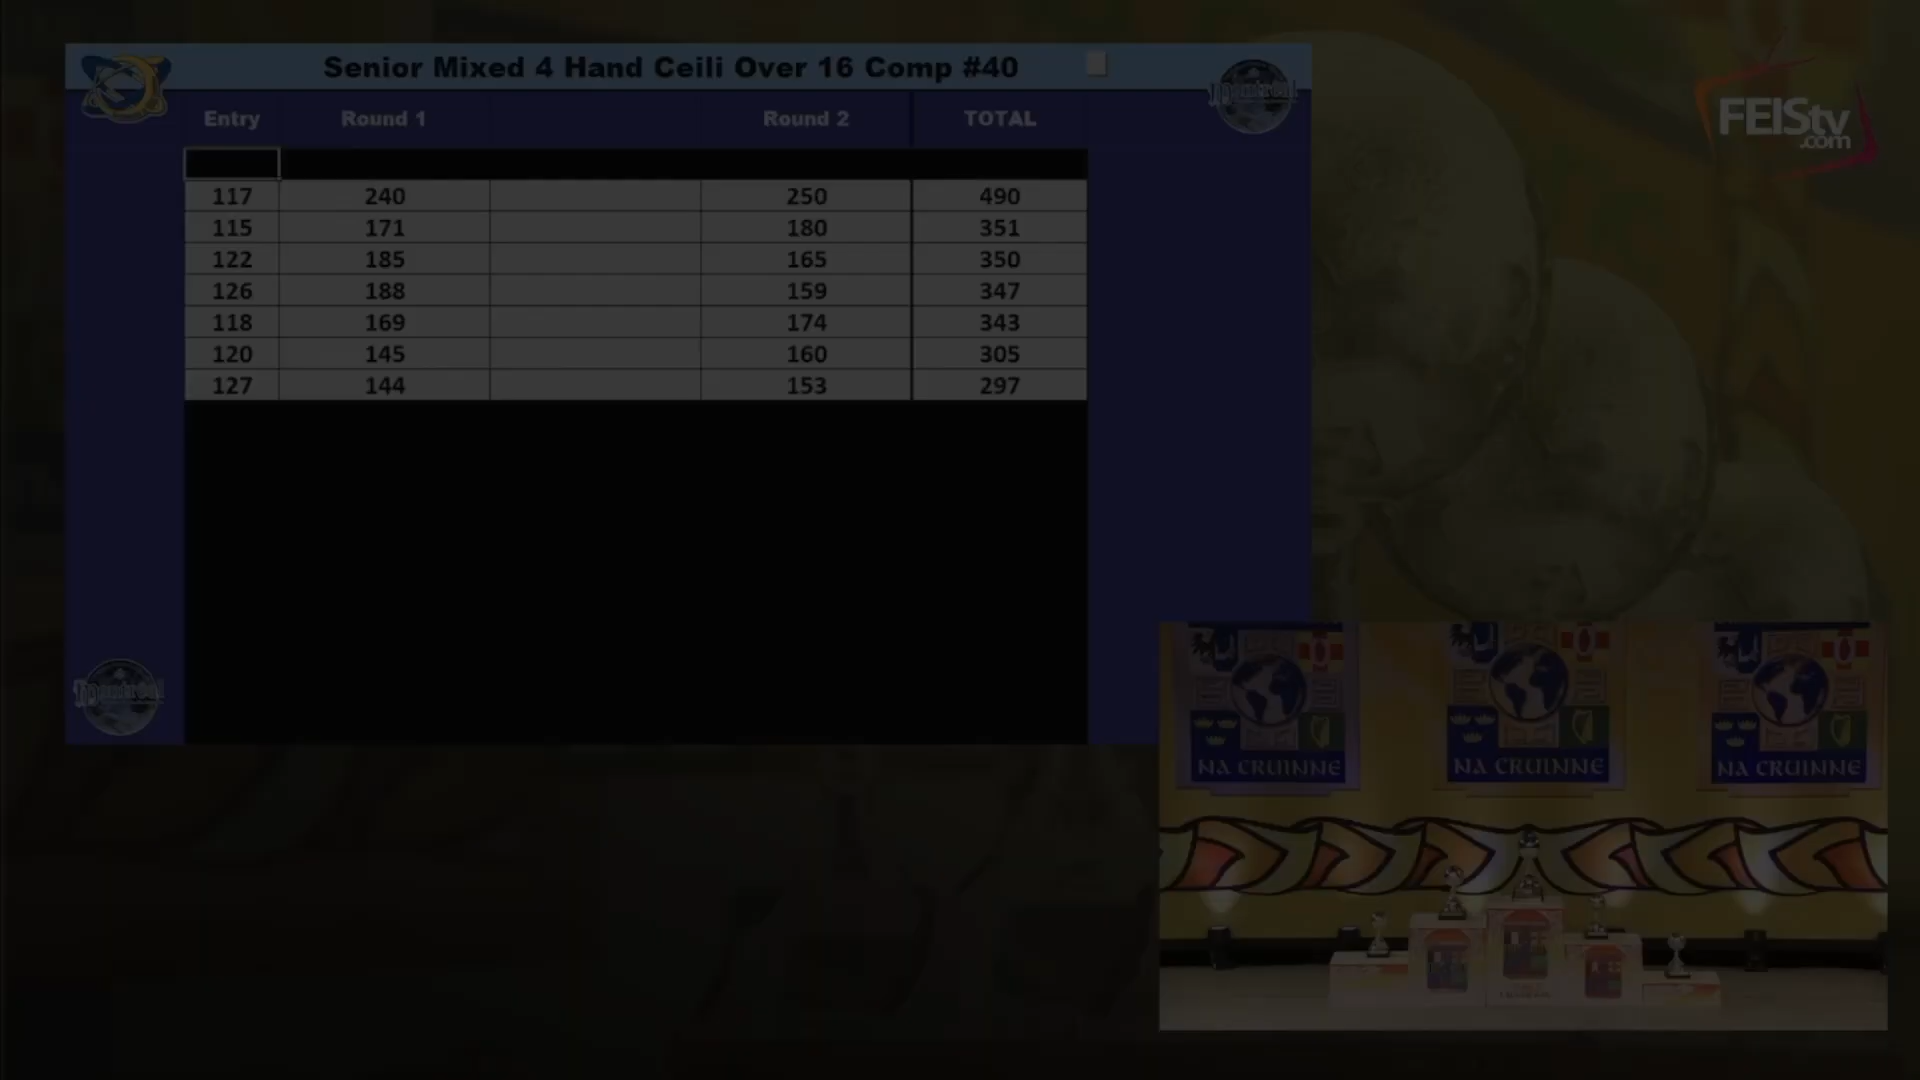 Senior Mixed 4 Hand Ceili Over 16 Comp #40
Entry Round 1 Round 2 TOTAL
117 240 250 490
115 171 180 351
122 185 165 350
126 188 159 347
118 169 174 343
120 145 160 305
127 144 153 297
Montréal
Montréal
FEIStv
.com
NA CRUINNE NA CRUINNE NA CRUINNE